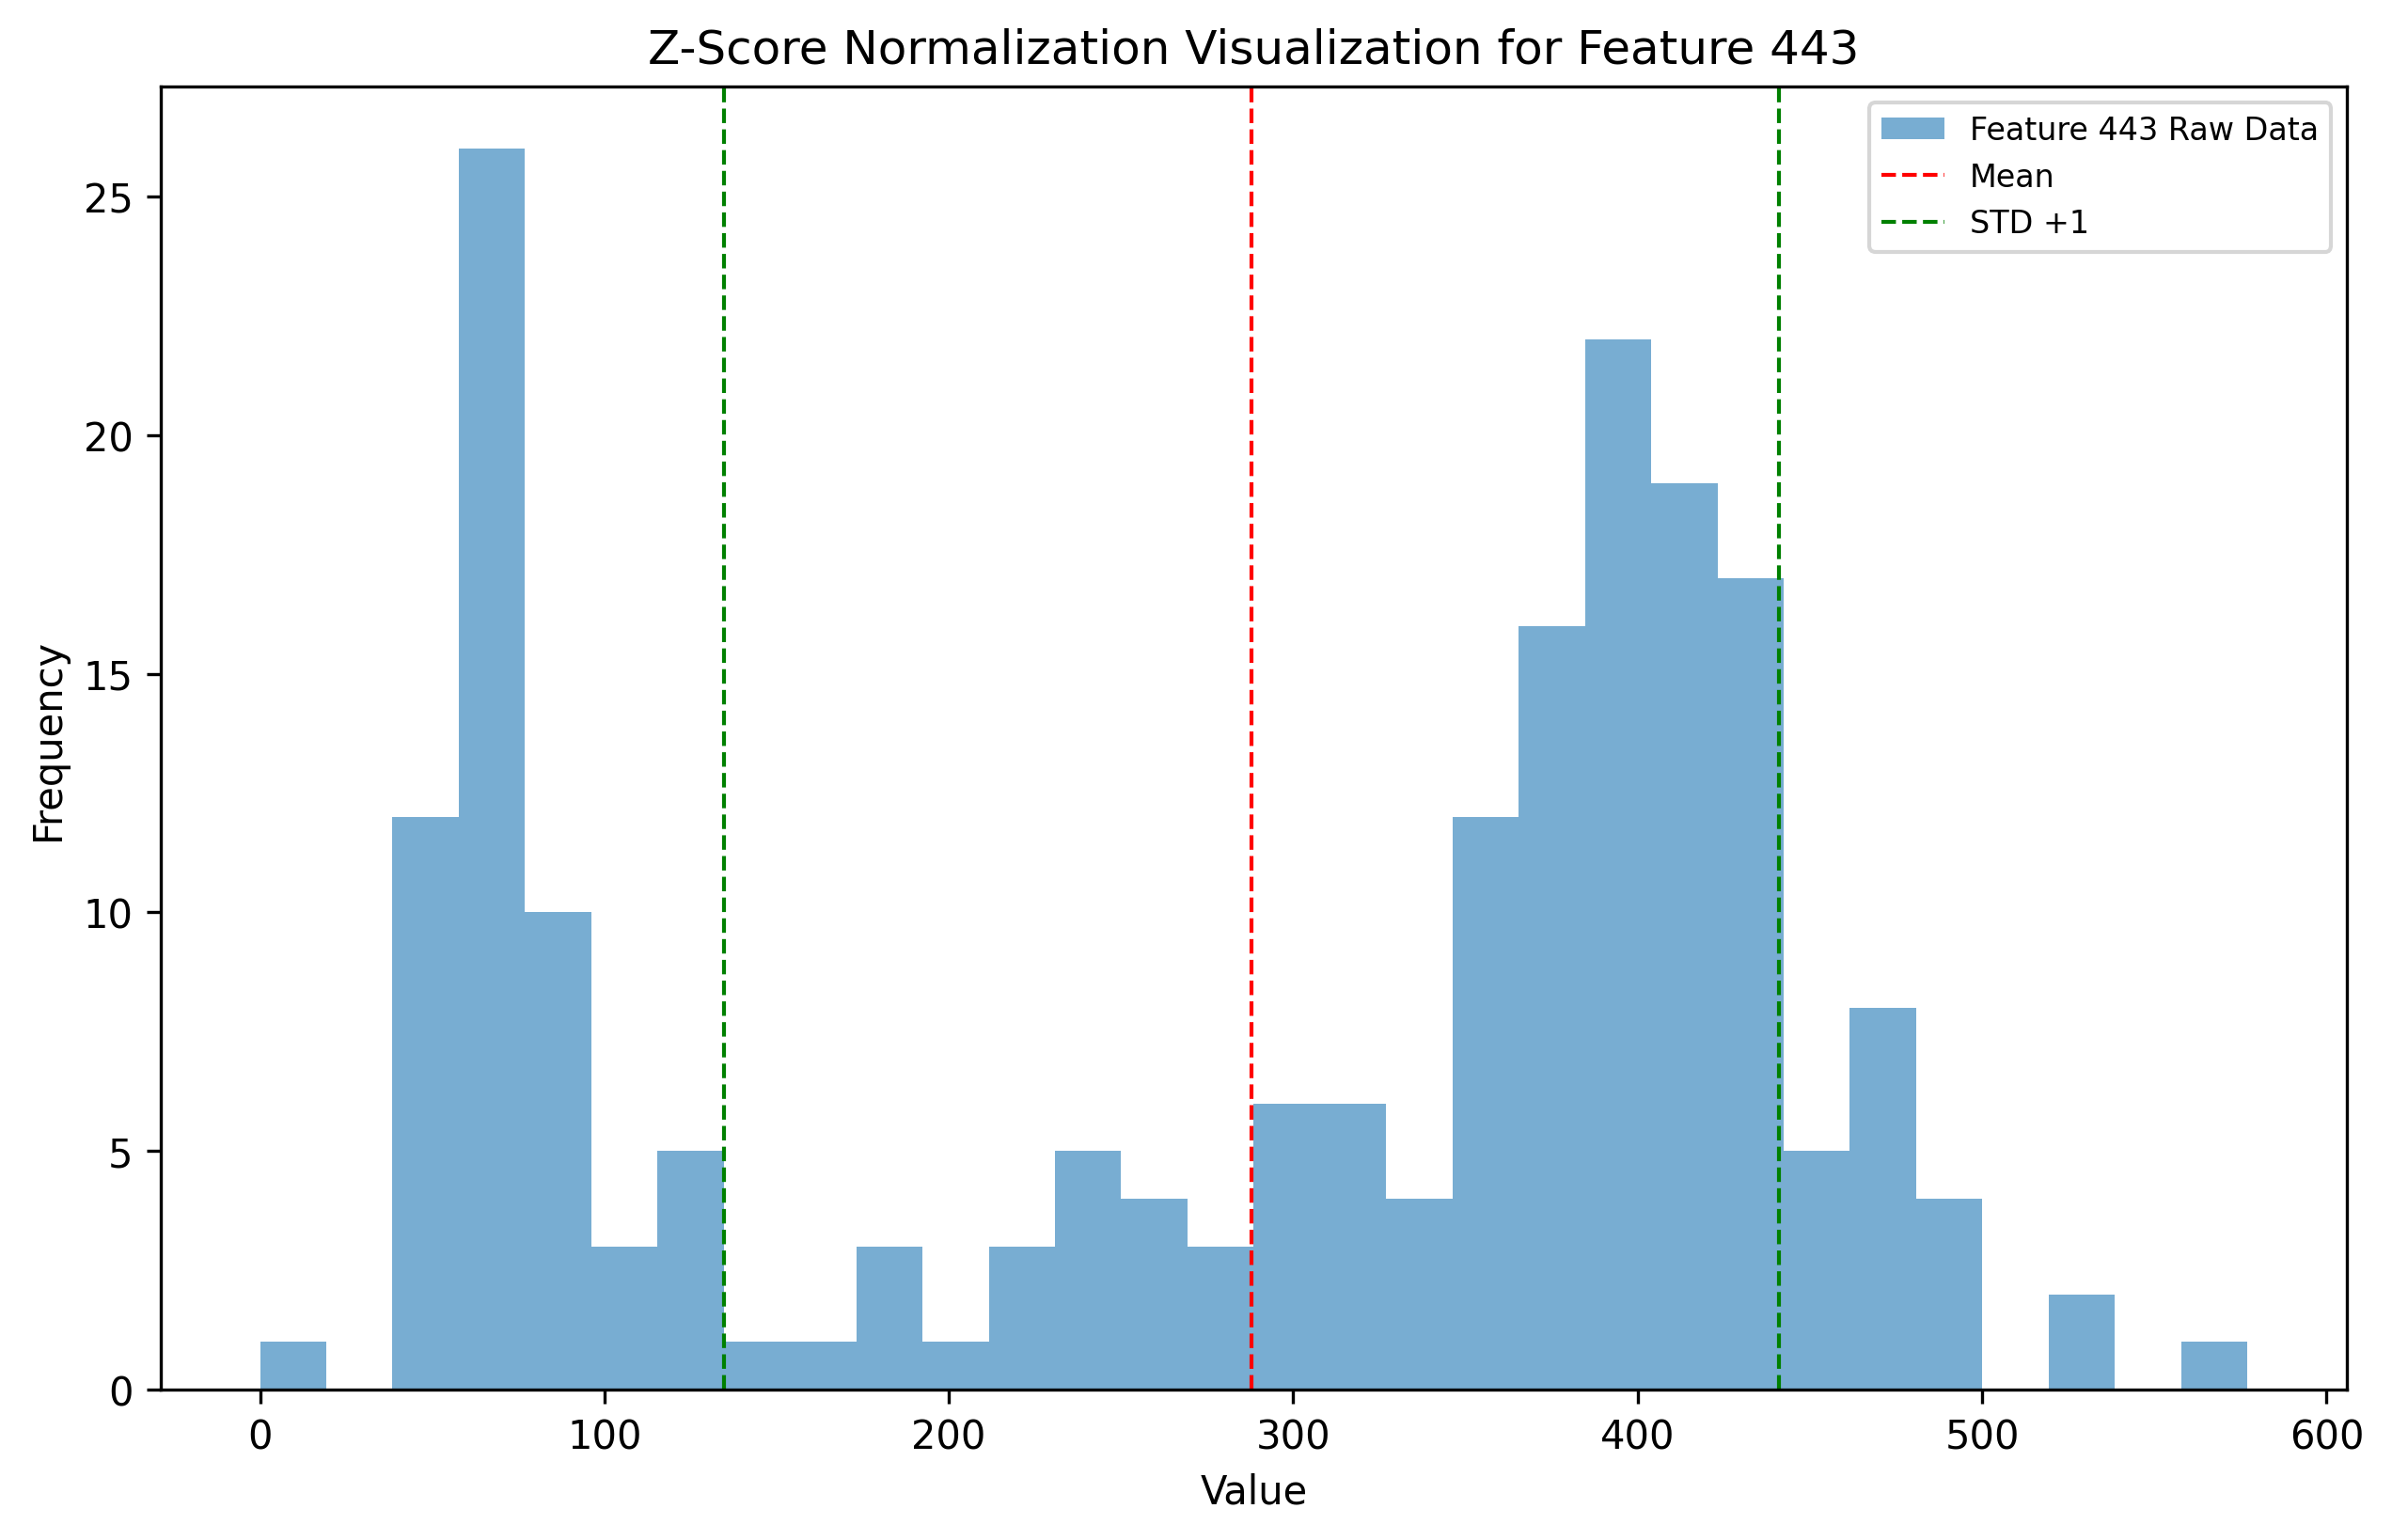 Z-Score Normalization Visualization for Feature 443
Feature 443 Raw Data
Mean
STD +1
Frequency
25
20
15
10
5
0
0 100 200 300 400 500 600
Value